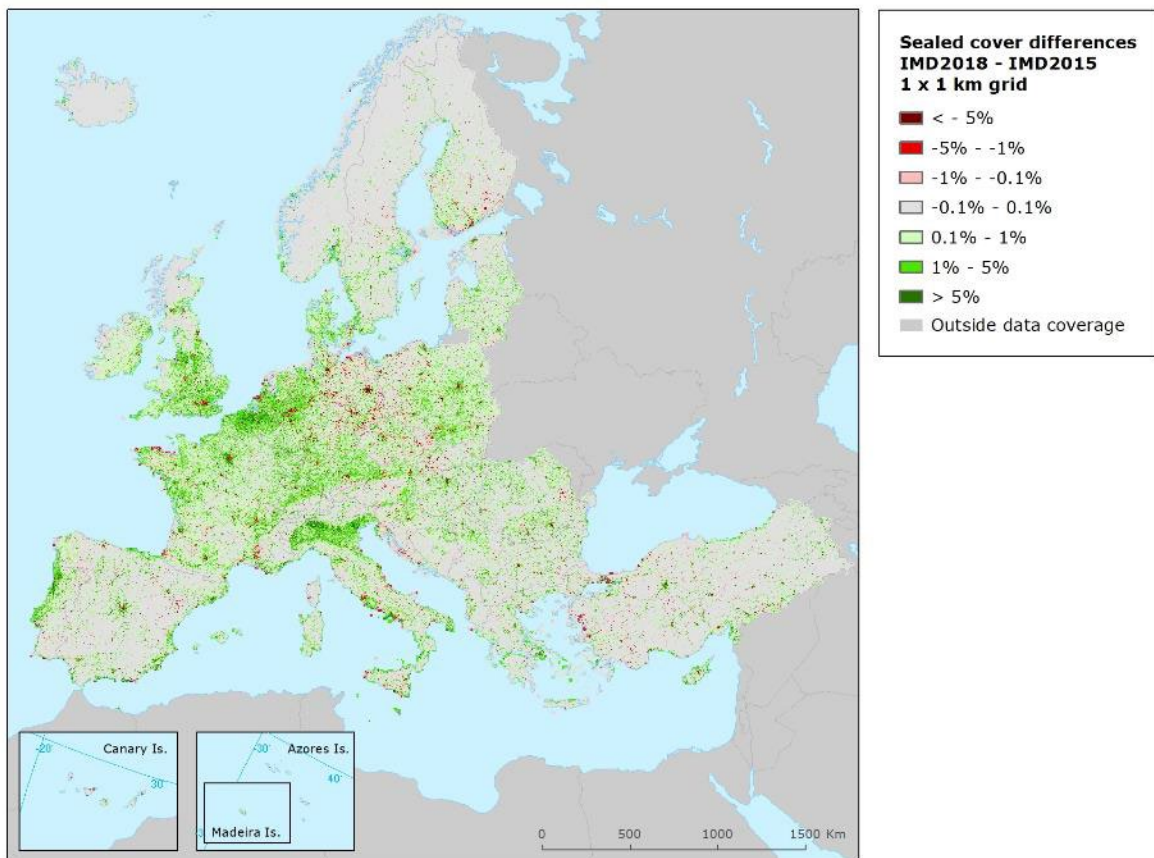 Sealed cover differences
IMD2018 - IMD2015
1 x 1 km grid
< - 5%
-5% - -1%
-1% - -0.1%
-0.1% - 0.1%
0.1% - 1%
1% - 5%
> 5%
Outside data coverage
-20°
Canary Is.
30°
-30°
Azores Is.
40°
Madeira Is.
0 500 1000 1500 Km